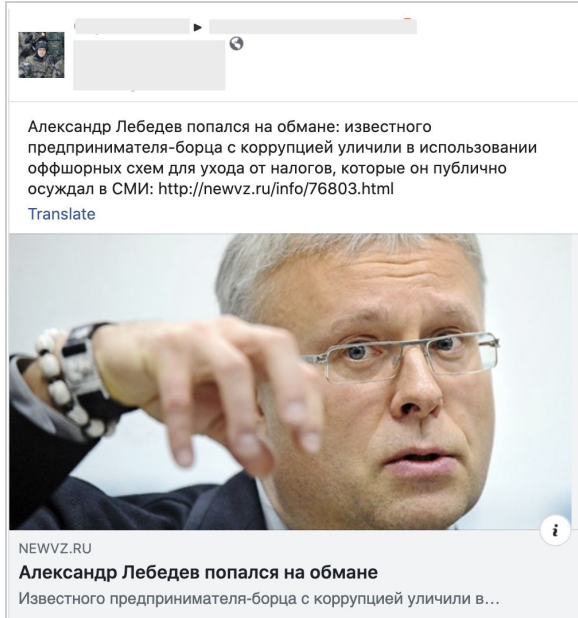 Александр Лебедев попался на обмане: известного
предпринимателя-борца с коррупцией уличили в использовании
оффшорных схем для ухода от налогов, которые он публично
осуждал в СМИ: http://newvz.ru/info/76803.html
Translate
NEWVZ.RU
Александр Лебедев попался на обмане
Известного предпринимателя-борца с коррупцией уличили в...